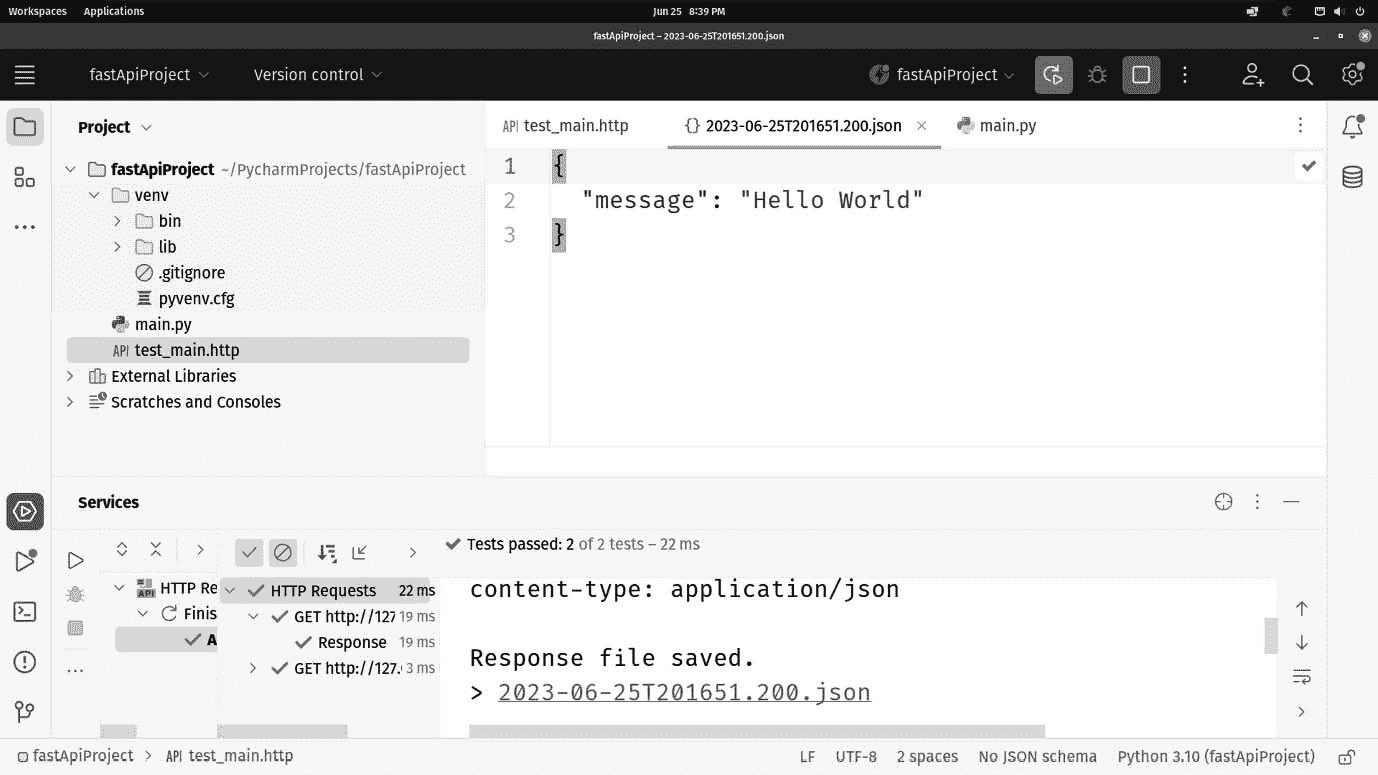 Workspaces Applications Jun 25 8:39 PM
fastApiProject – 2023-06-25T201651.200.json
fastApiProject Version control fastApiProject
Project
fastApiProject ~/PycharmProjects/fastApiProject
venv
bin
lib
.gitignore
pyvenv.cfg
main.py
API test_main.http
External Libraries
Scratches and Consoles
API test_main.http {} 2023-06-25T201651.200.json main.py
1 {
2 "message": "Hello World"
3 }
Services
Tests passed: 2 of 2 tests – 22 ms
API HTTP Re
Finis
A
HTTP Requests 22 ms
GET http://127 19 ms
Response 19 ms
GET http://127. 3 ms
content-type: application/json
Response file saved.
> 2023-06-25T201651.200.json
fastApiProject > API test_main.http LF UTF-8 2 spaces No JSON schema Python 3.10 (fastApiProject)